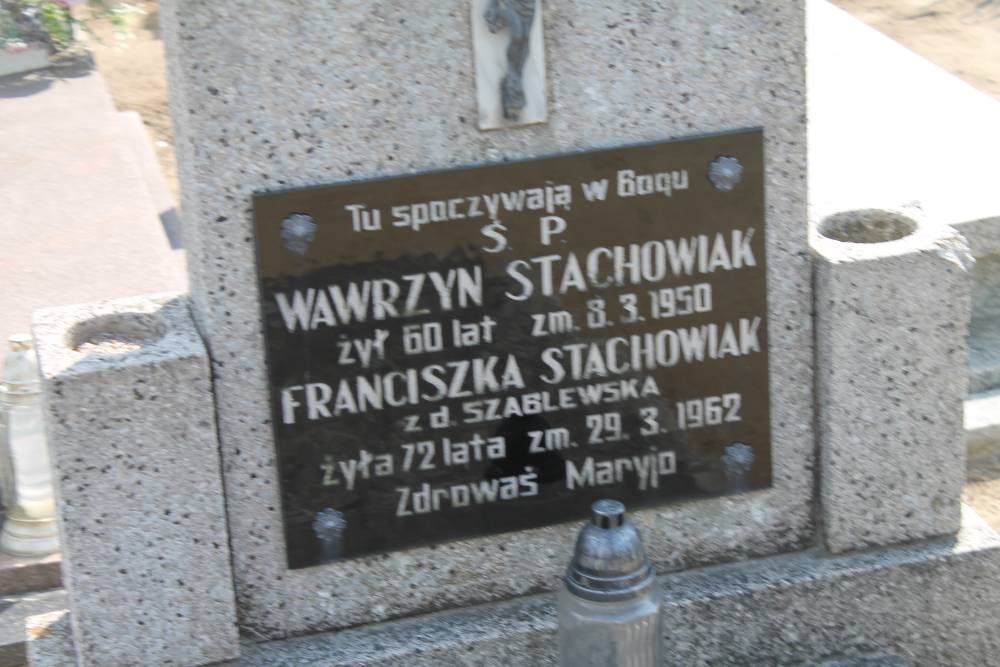 Tu spoczywają w Bogu
Ś. P.
WAWRZYN STACHOWIAK
żył 60 lat zm. 8. 3. 1950
FRANCISZKA STACHOWIAK
z d. SZABLEWSKA
żyła 72 lata zm. 29. 3. 1962
Zdrowaś Maryjo